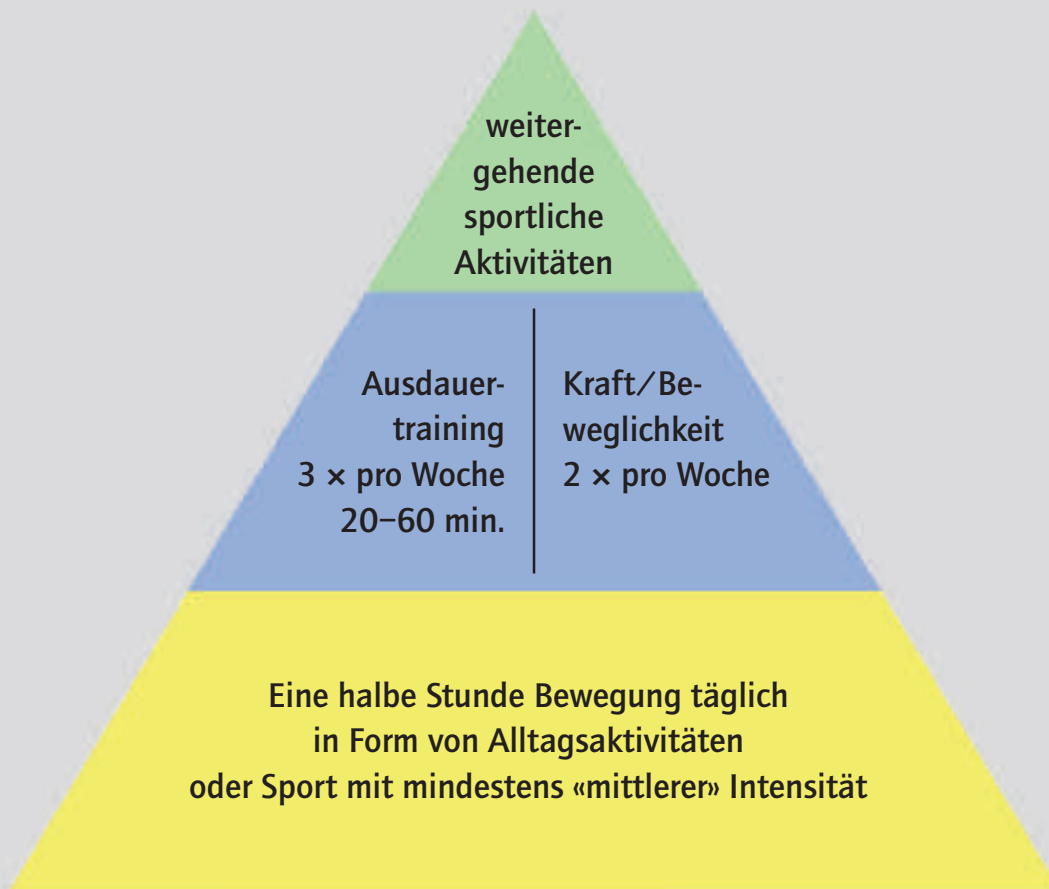 weiter-
gehende
sportliche
Aktivitäten
Ausdauer-
training
3 × pro Woche
20–60 min.
Kraft/Be-
weglichkeit
2 × pro Woche
Eine halbe Stunde Bewegung täglich
in Form von Alltagsaktivitäten
oder Sport mit mindestens «mittlerer» Intensität